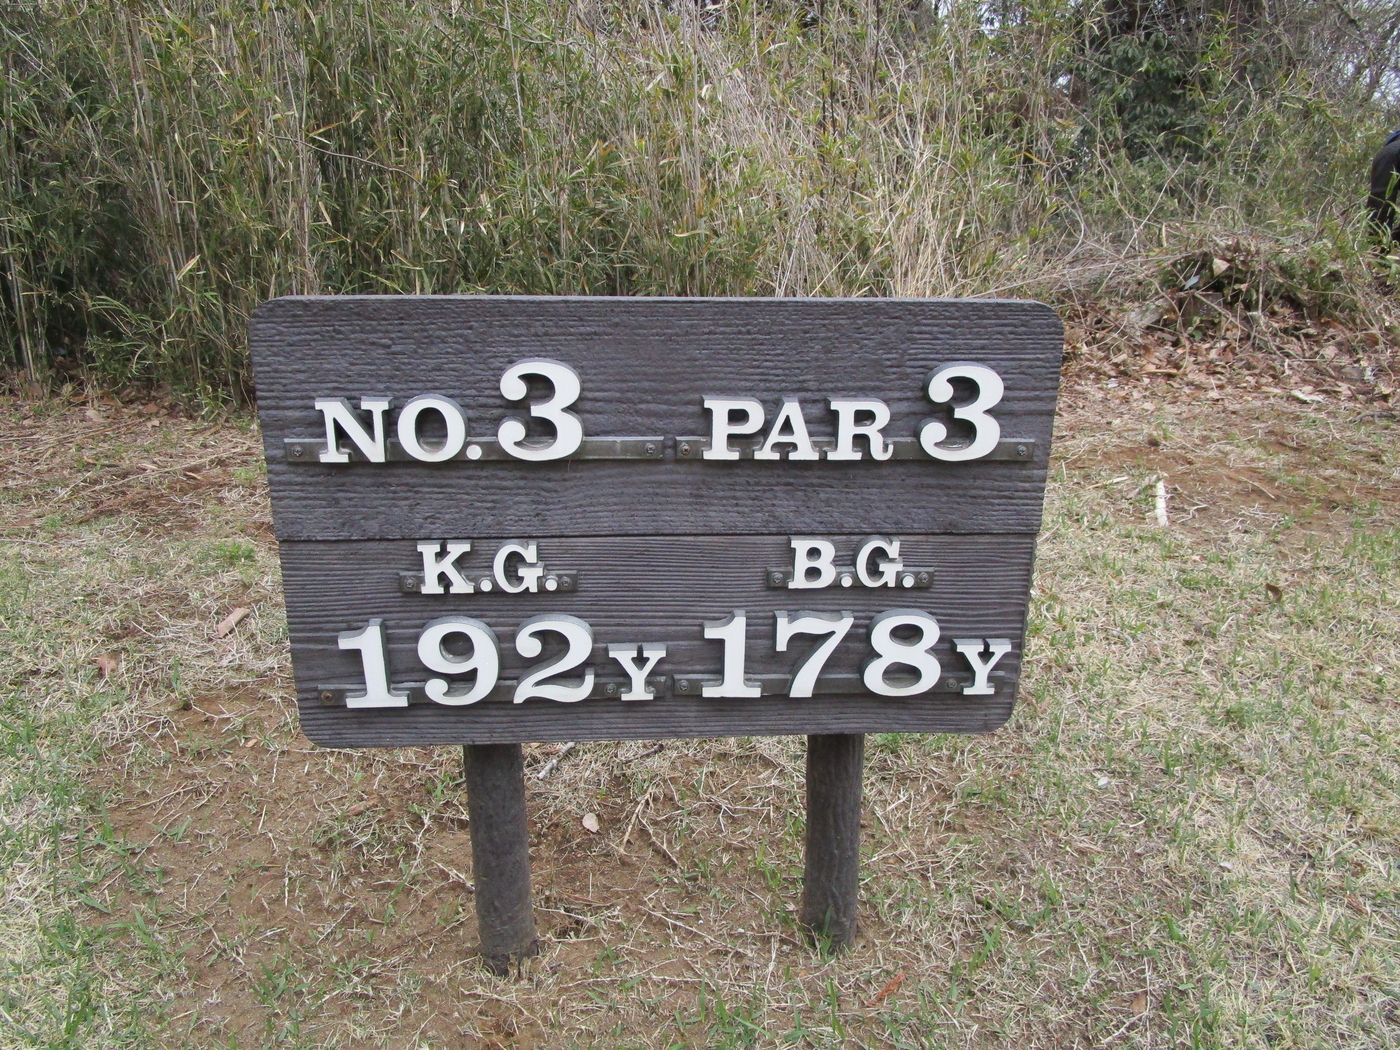 NO.3 PAR 3
K.G. B.G.
192Y 178Y